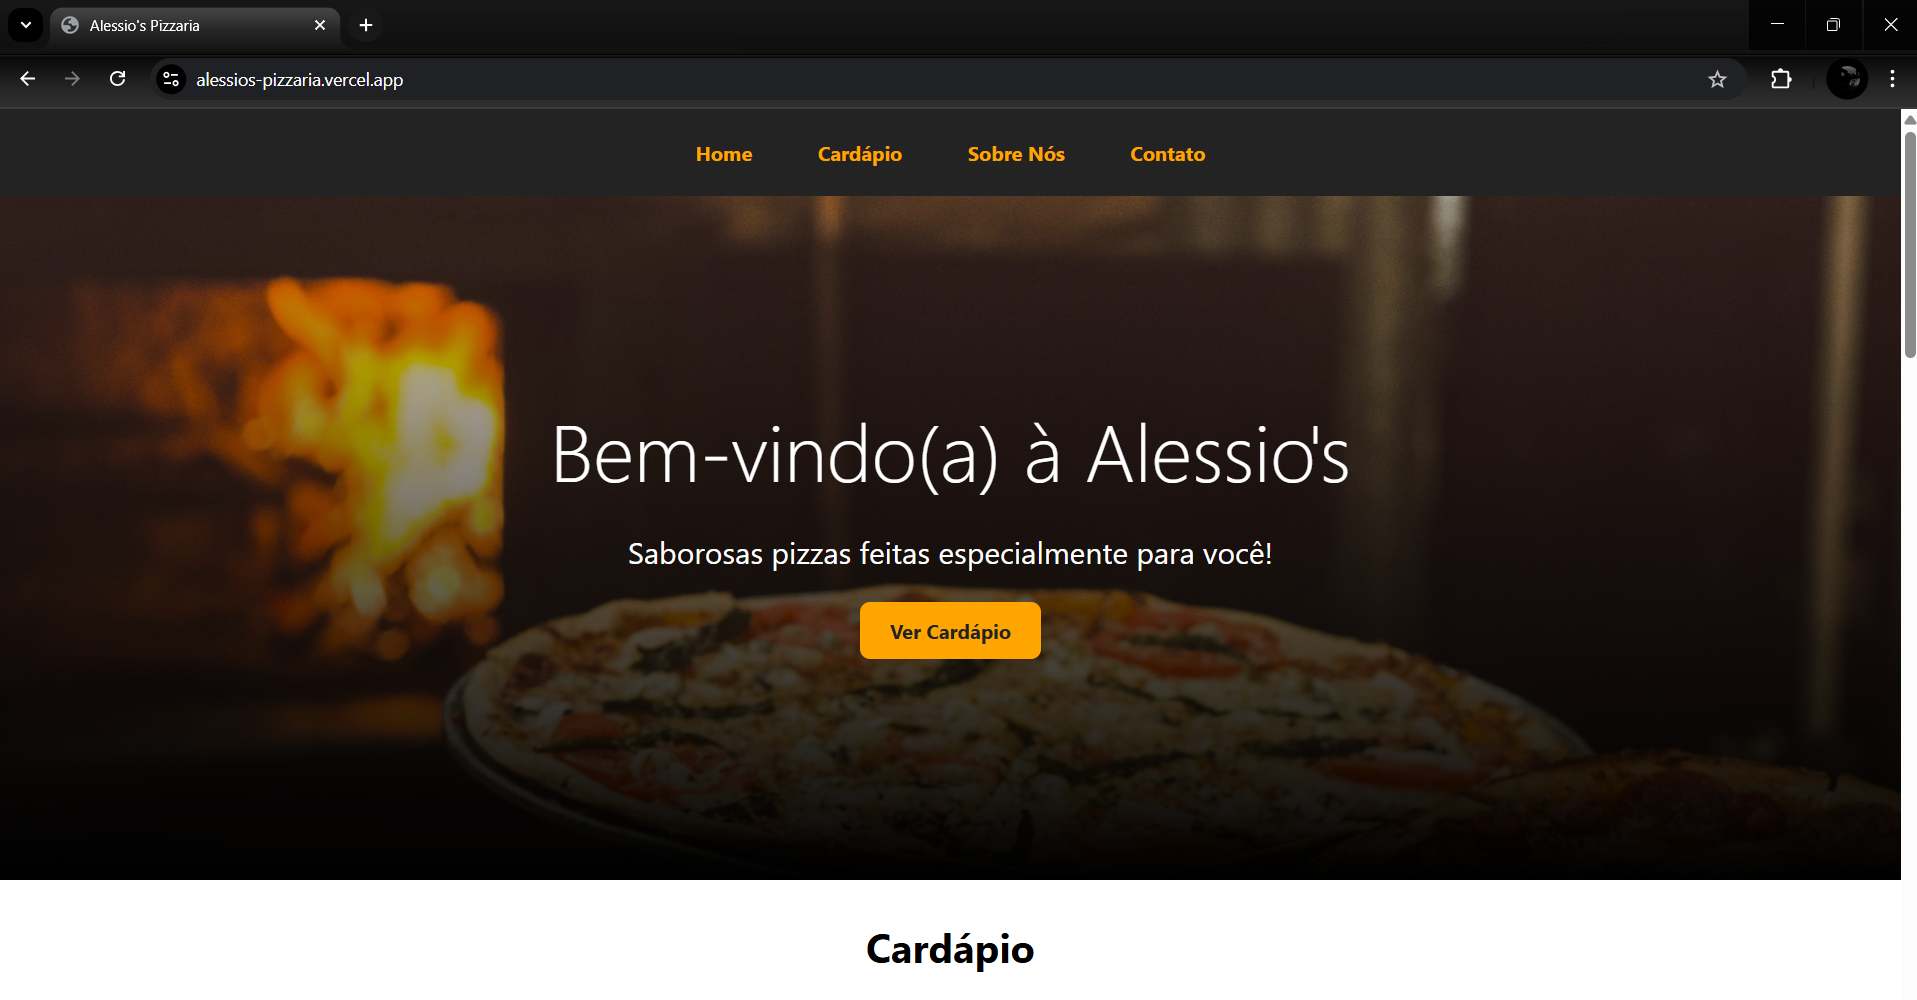 Alessio's Pizzaria
alessios-pizzaria.vercel.app
Home Cardápio Sobre Nós Contato
Bem-vindo(a) à Alessio's
Saborosas pizzas feitas especialmente para você!
Ver Cardápio
Cardápio